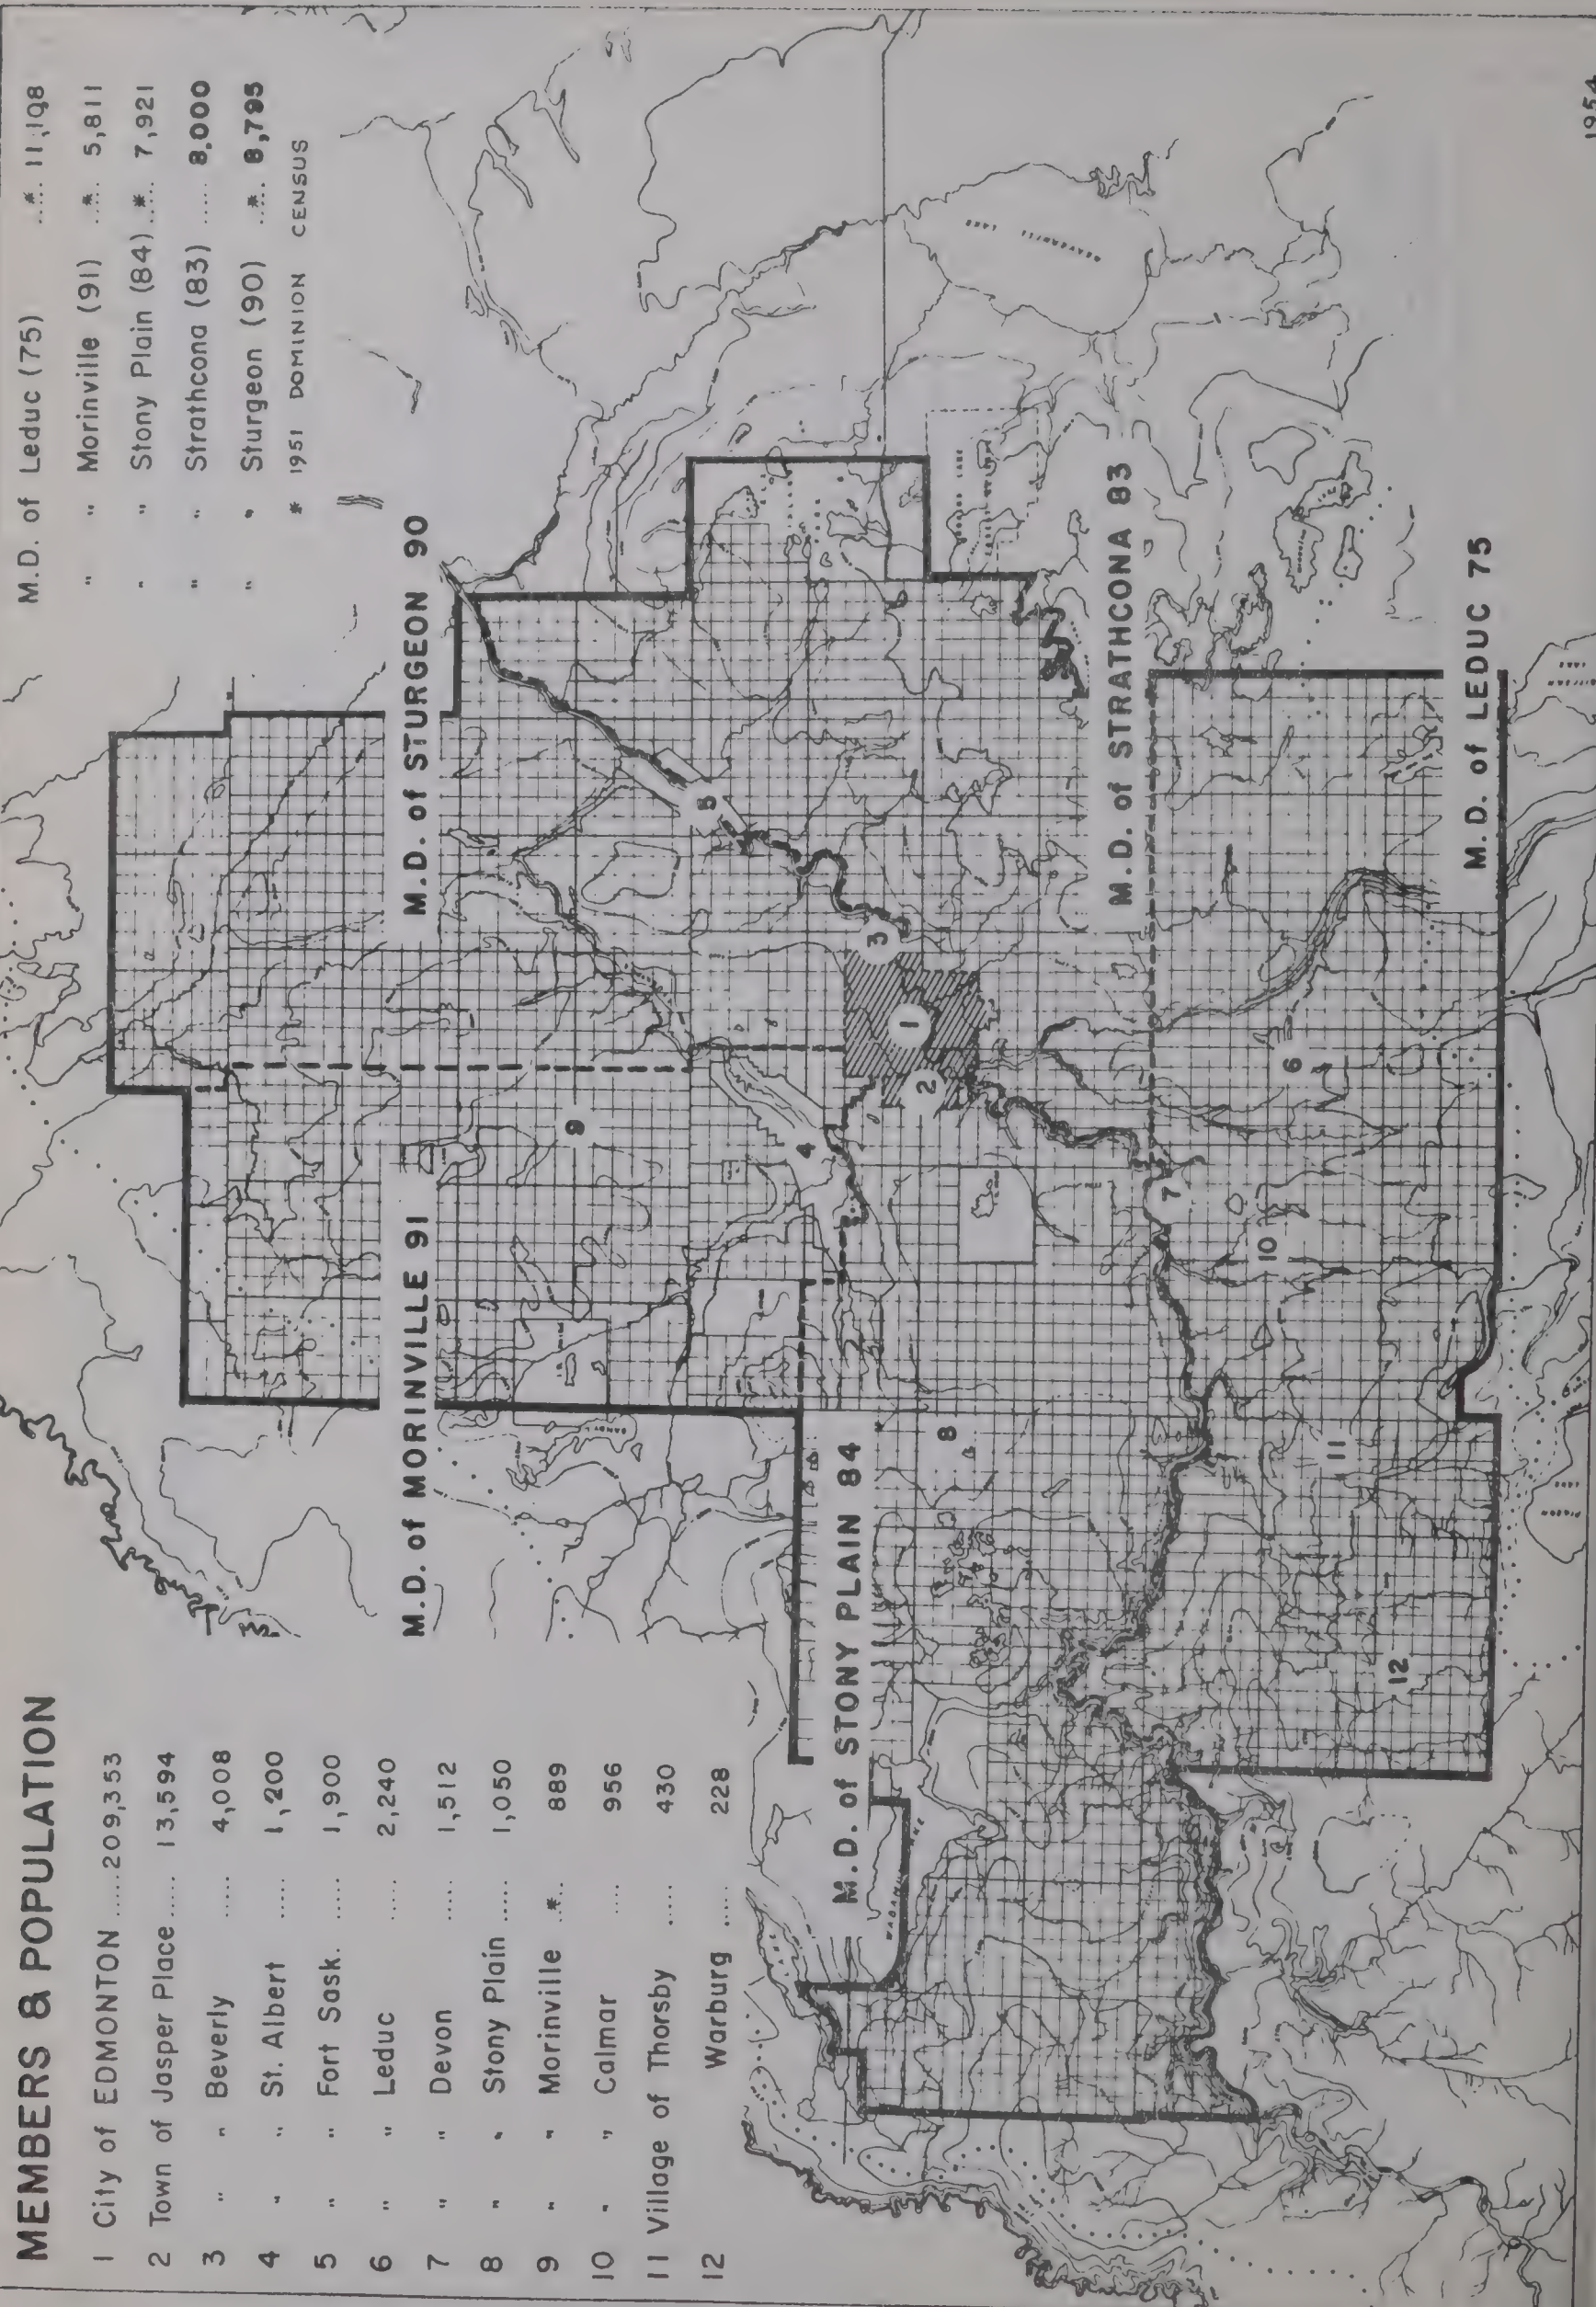 MEMBERS & POPULATION
1 City of EDMONTON ...... 209,353
2 Town of Jasper Place ..... 13,594
3 " " Beverly ..... 4,008
4 " " St. Albert ..... 1,200
5 " " Fort Sask. ..... 1,900
6 " " Leduc ..... 2,240
7 " " Devon ..... 1,512
8 " " Stony Plain ..... 1,050
9 " " Morinville ..*.. 889
10 " " Calmar .... 956
11 Village of Thorsby ..... 430
12 Warburg ..... 228
M.D. of Leduc (75) ..*.. 11,108
" " Morinville (91) ..*.. 5,811
" " Stony Plain (84) ..*.. 7,921
" " Strathcona (83) ..... 8,000
" " Sturgeon (90) ..*.. 8,795
* 1951 DOMINION CENSUS
M.D. of MORINVILLE 91
M.D. of STURGEON 90
9
5
4
3
1
2
M.D. of STONY PLAIN 84
8
M.D. of STRATHCONA 83
7
6
10
11
12
M.D. of LEDUC 75
1954